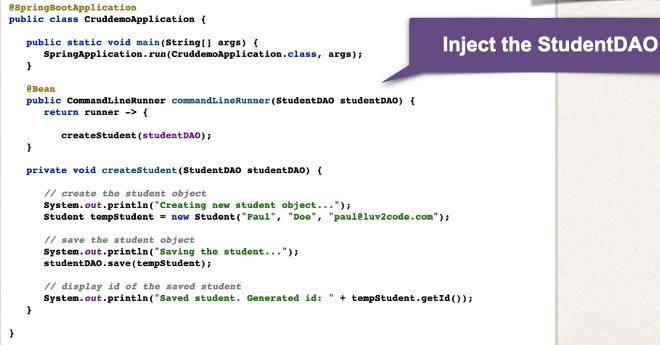 @SpringBootApplication
public class CruddemoApplication {
public static void main(String[] args) {
SpringApplication.run(CruddemoApplication.class, args);
}
Inject the StudentDAO
@Bean
public CommandLineRunner commandLineRunner(StudentDAO studentDAO) {
return runner -> {
createStudent(studentDAO);
}
private void createStudent(StudentDAO studentDAO) {
// create the student object
System.out.println("Creating new student object...");
Student tempStudent = new Student("Paul", "Doe", "paul@luv2code.com");
// save the student object
System.out.println("Saving the student...");
studentDAO.save(tempStudent);
// display id of the saved student
System.out.println("Saved student. Generated id: " + tempStudent.getId());
}
}